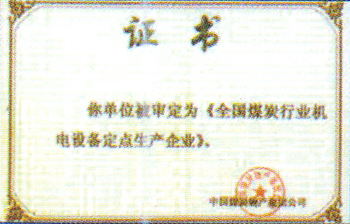 证书
你单位被审定为《全国煤炭行业机
电设备定点生产企业》。